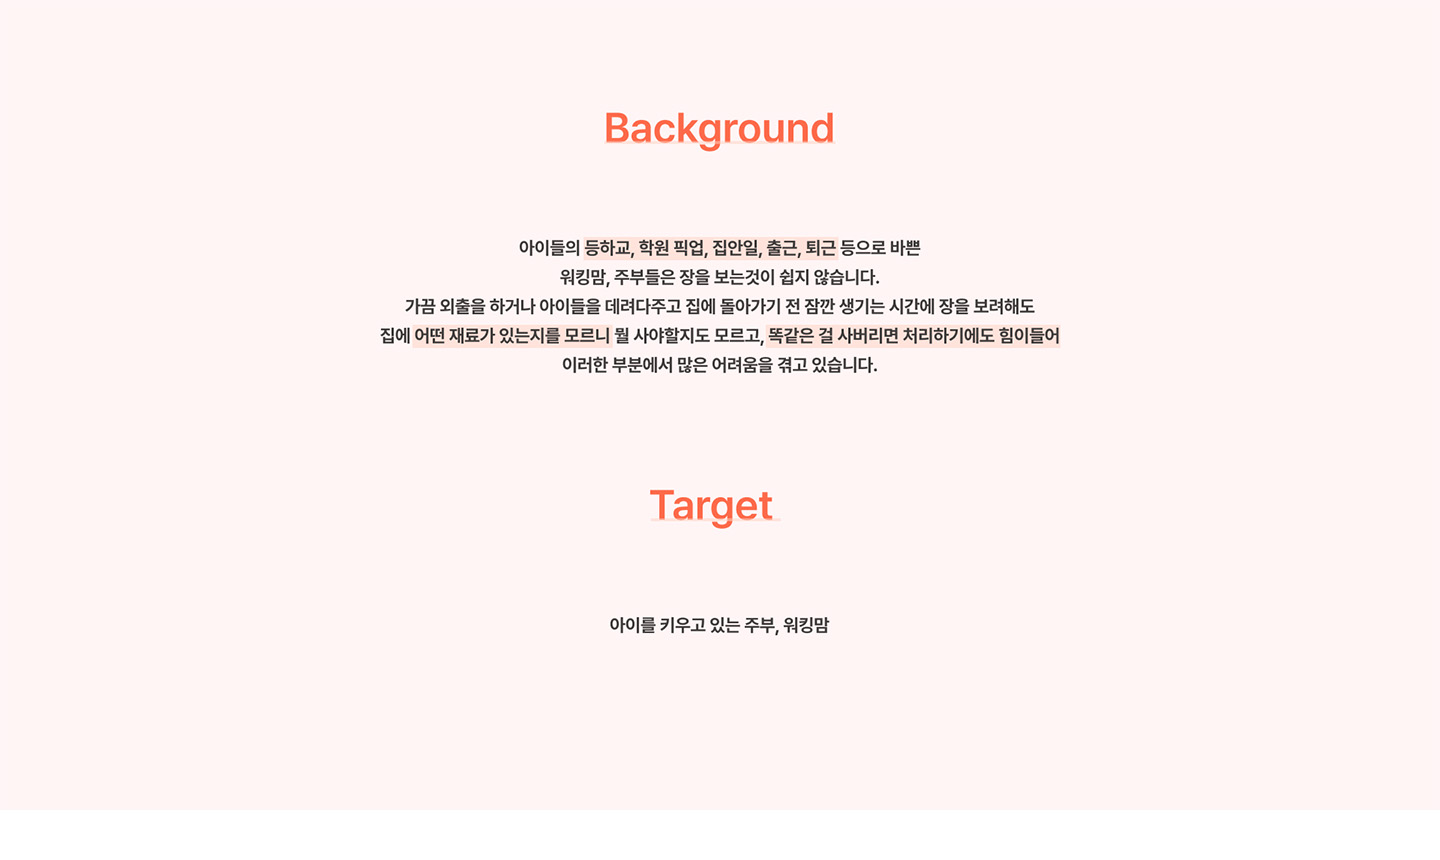 Background
아이들의 등하교, 학원 픽업, 집안일, 출근, 퇴근 등으로 바쁜
워킹맘, 주부들은 장을 보는것이 쉽지 않습니다.
가끔 외출을 하거나 아이들을 데려다주고 집에 돌아가기 전 잠깐 생기는 시간에 장을 보려해도
집에 어떤 재료가 있는지를 모르니 뭘 사야할지도 모르고, 똑같은 걸 사버리면 처리하기에도 힘이들어
이러한 부분에서 많은 어려움을 겪고 있습니다.
Target
아이를 키우고 있는 주부, 워킹맘